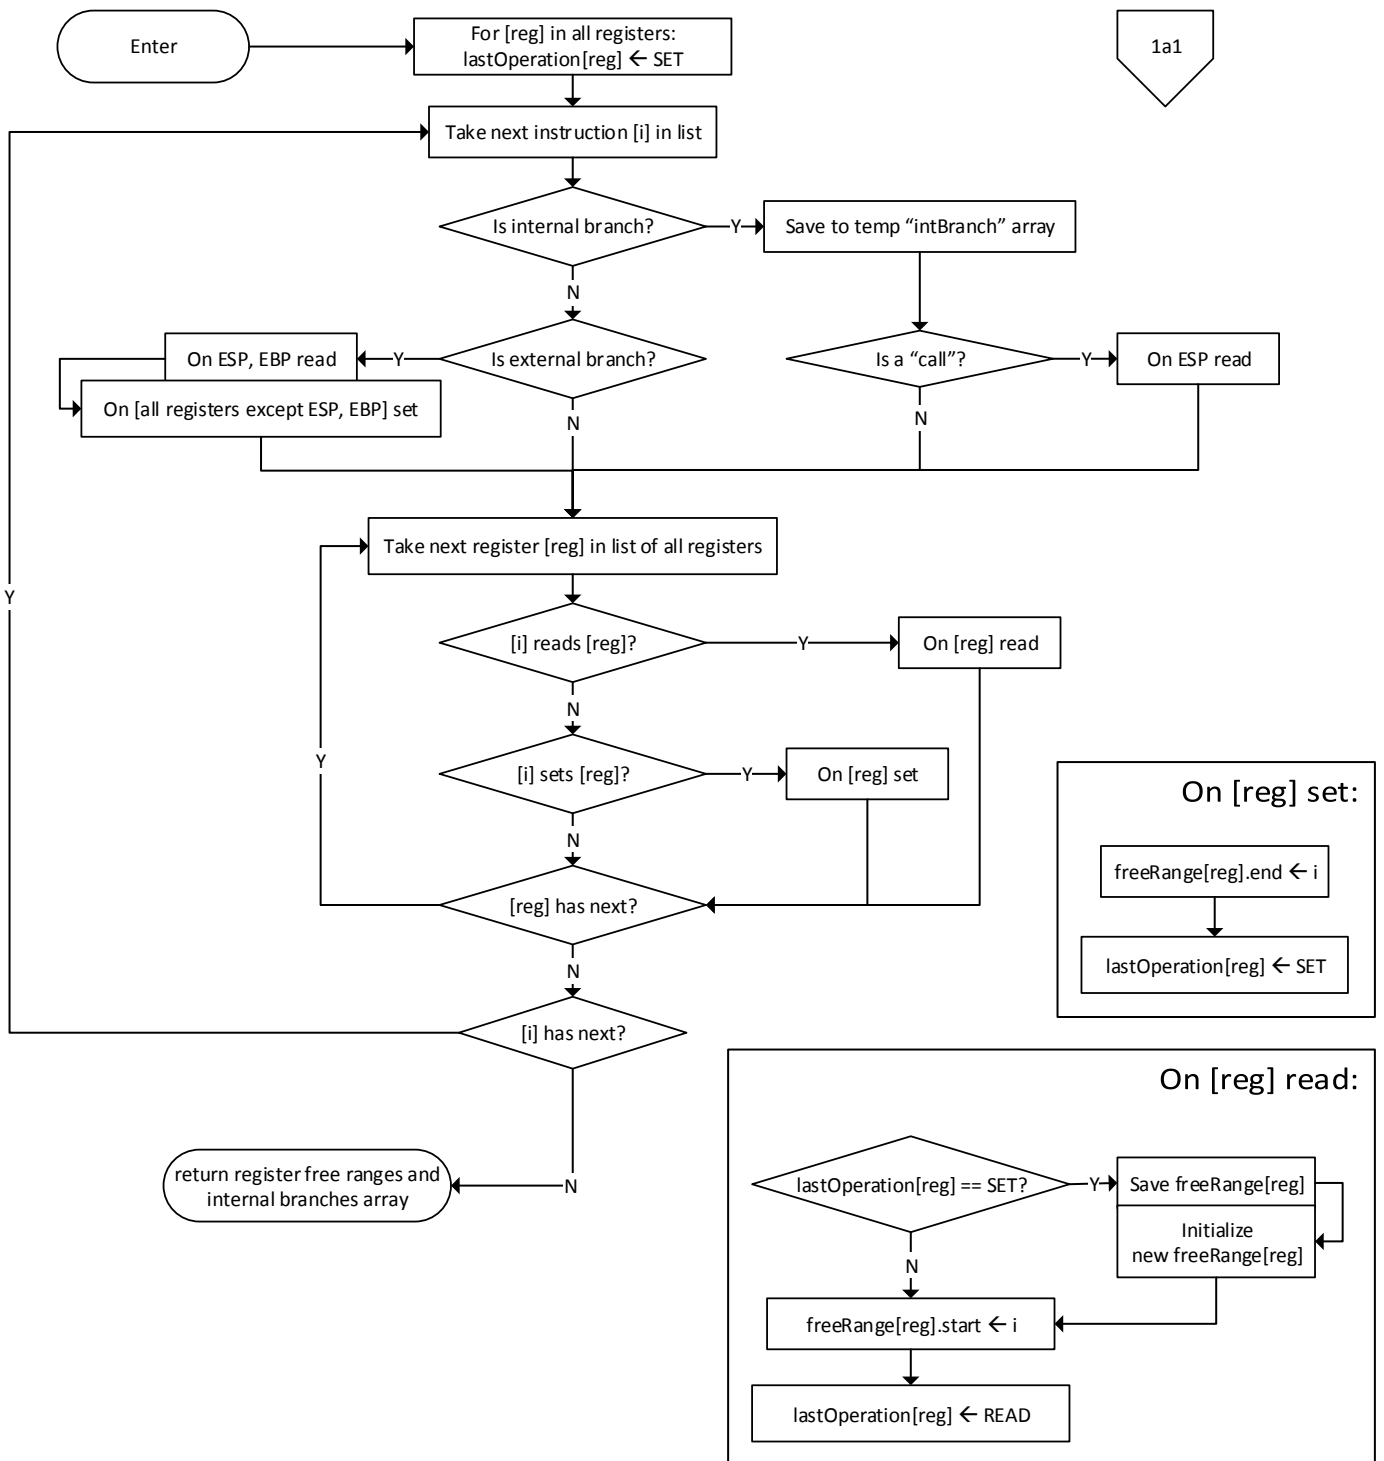 Enter
For [reg] in all registers:
lastOperation[reg] ← SET
1a1
Take next instruction [i] in list
Is internal branch?
Y
Save to temp “intBranch” array
N
On ESP, EBP read
Y
Is external branch?
Is a “call”?
Y
On ESP read
On [all registers except ESP, EBP] set
N
N
Take next register [reg] in list of all registers
Y
[i] reads [reg]?
Y
On [reg] read
N
Y
[i] sets [reg]?
Y
On [reg] set
N
[reg] has next?
N
[i] has next?
N
return register free ranges and
internal branches array
On [reg] set:
freeRange[reg].end ← i
lastOperation[reg] ← SET
On [reg] read:
lastOperation[reg] == SET?
Y
Save freeRange[reg]
Initialize
new freeRange[reg]
N
freeRange[reg].start ← i
lastOperation[reg] ← READ